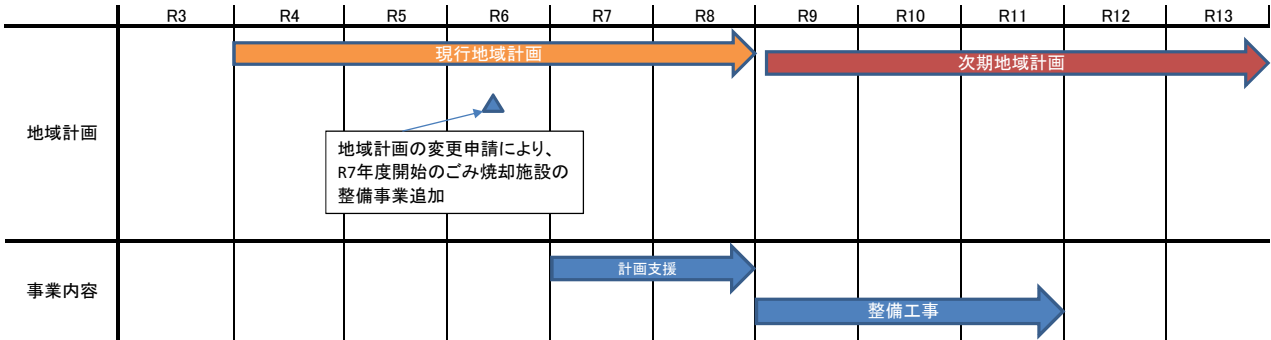 R3 R4 R5 R6 R7 R8 R9 R10 R11 R12 R13
現行地域計画
次期地域計画
地域計画
地域計画の変更申請により、
R7年度開始のごみ焼却施設の
整備事業追加
計画支援
事業内容
整備工事